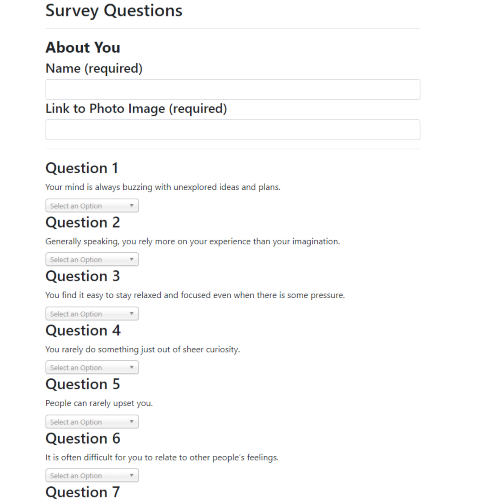 Survey Questions
About You
Name (required)
Link to Photo Image (required)
Question 1
Your mind is always buzzing with unexplored ideas and plans.
Select an Option
Question 2
Generally speaking, you rely more on your experience than your imagination.
Select an Option
Question 3
You find it easy to stay relaxed and focused even when there is some pressure.
Select an Option
Question 4
You rarely do something just out of sheer curiosity.
Select an Option
Question 5
People can rarely upset you.
Select an Option
Question 6
It is often difficult for you to relate to other people's feelings.
Select an Option
Question 7